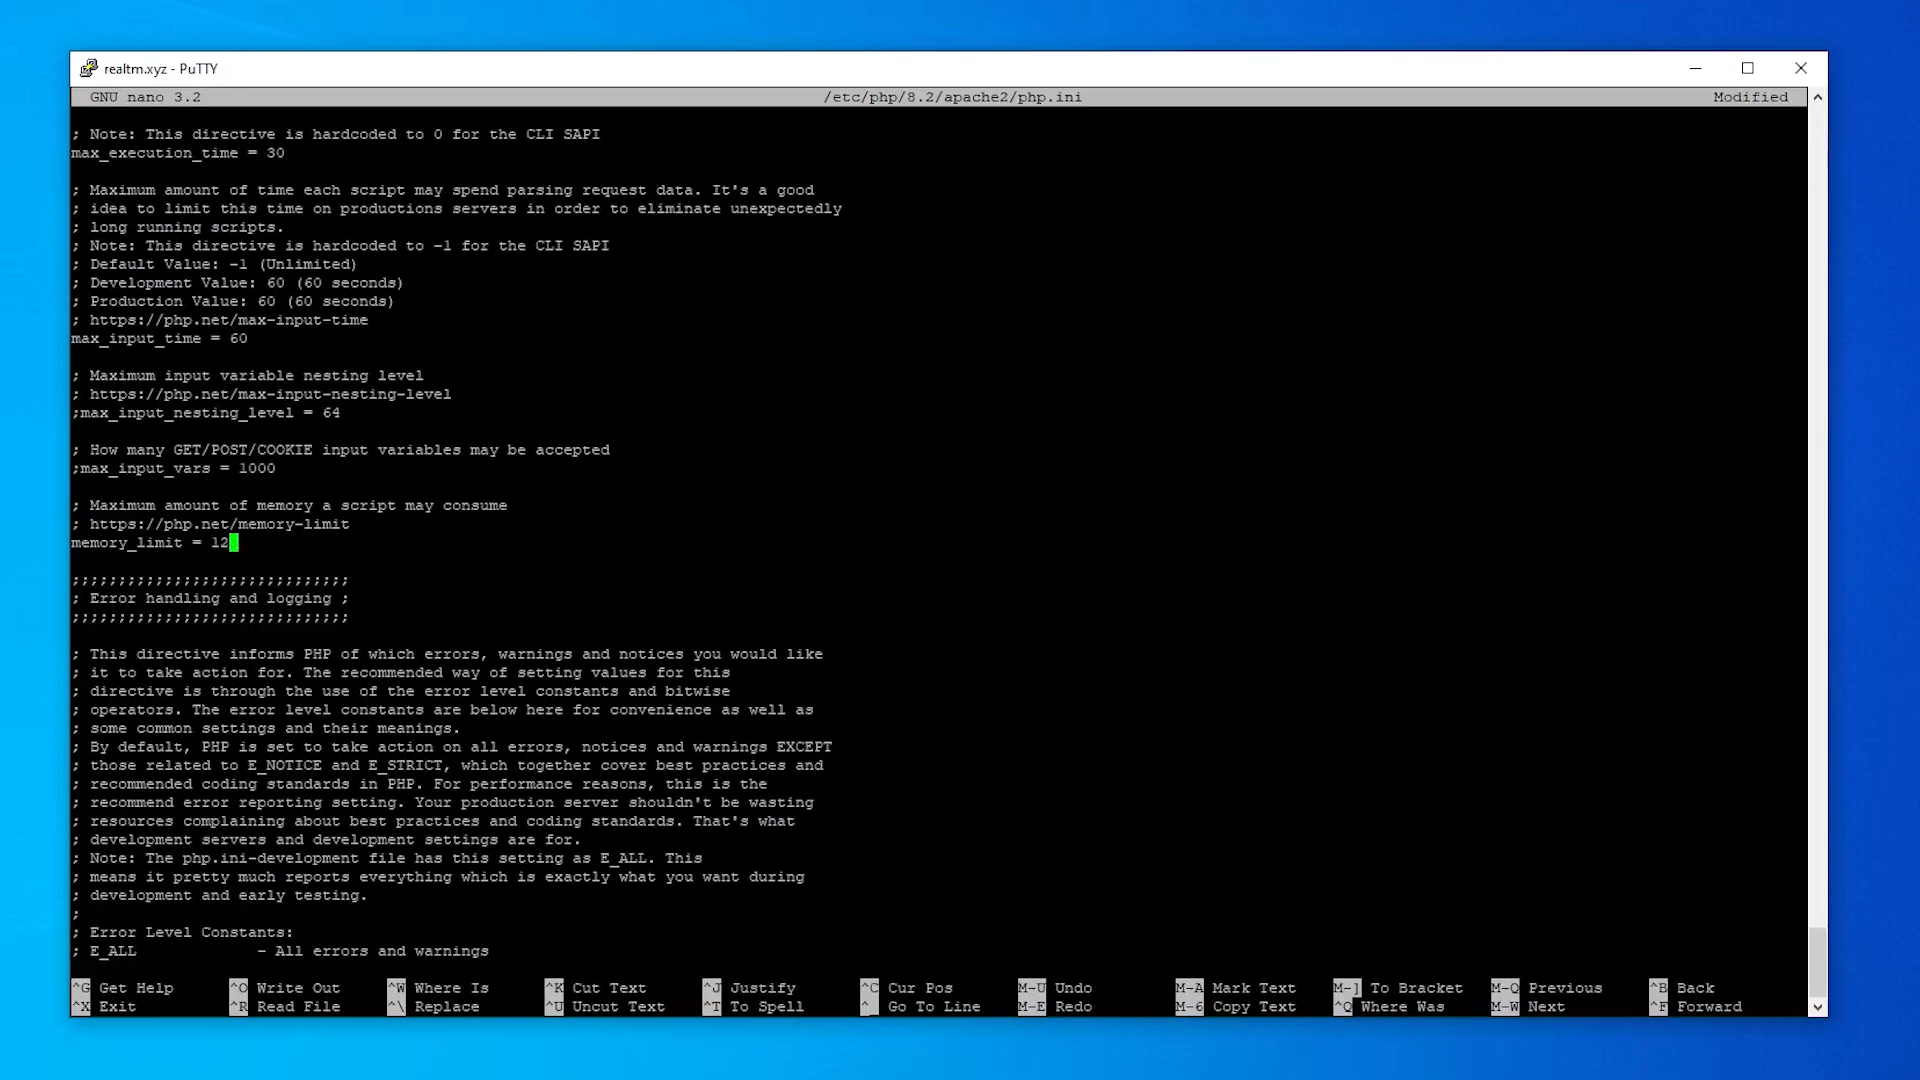 realtm.xyz - PuTTY
GNU nano 3.2 /etc/php/8.2/apache2/php.ini Modified
; Note: This directive is hardcoded to 0 for the CLI SAPI
max_execution_time = 30
; Maximum amount of time each script may spend parsing request data. It's a good
; idea to limit this time on productions servers in order to eliminate unexpectedly
; long running scripts.
; Note: This directive is hardcoded to -1 for the CLI SAPI
; Default Value: -1 (Unlimited)
; Development Value: 60 (60 seconds)
; Production Value: 60 (60 seconds)
; https://php.net/max-input-time
max_input_time = 60
; Maximum input variable nesting level
; https://php.net/max-input-nesting-level
;max_input_nesting_level = 64
; How many GET/POST/COOKIE input variables may be accepted
;max_input_vars = 1000
; Maximum amount of memory a script may consume
; https://php.net/memory-limit
memory_limit = 12
;;;;;;;;;;;;;;;;;;;;;;;;;;;;;;
; Error handling and logging ;
;;;;;;;;;;;;;;;;;;;;;;;;;;;;;;
; This directive informs PHP of which errors, warnings and notices you would like
; it to take action for. The recommended way of setting values for this
; directive is through the use of the error level constants and bitwise
; operators. The error level constants are below here for convenience as well as
; some common settings and their meanings.
; By default, PHP is set to take action on all errors, notices and warnings EXCEPT
; those related to E_NOTICE and E_STRICT, which together cover best practices and
; recommended coding standards in PHP. For performance reasons, this is the
; recommend error reporting setting. Your production server shouldn't be wasting
; resources complaining about best practices and coding standards. That's what
; development servers and development settings are for.
; Note: The php.ini-development file has this setting as E_ALL. This
; means it pretty much reports everything which is exactly what you want during
; development and early testing.
;
; Error Level Constants:
; E_ALL - All errors and warnings
^G Get Help ^O Write Out ^W Where Is ^K Cut Text ^J Justify ^C Cur Pos M-U Undo M-A Mark Text M-] To Bracket M-Q Previous ^B Back
^X Exit ^R Read File ^\ Replace ^U Uncut Text ^T To Spell ^_ Go To Line M-E Redo M-6 Copy Text ^Q Where Was M-W Next ^F Forward